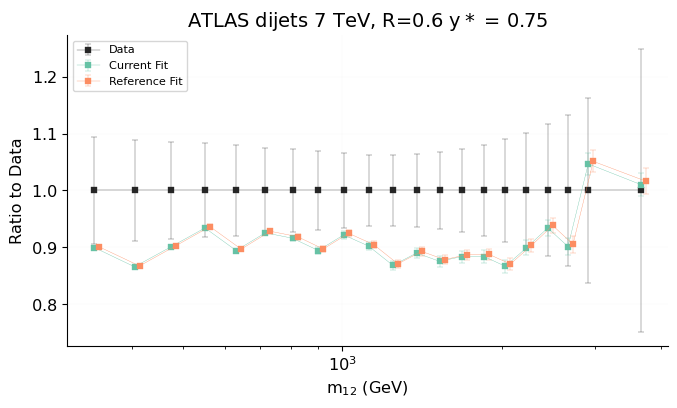 ATLAS dijets 7 TeV, R=0.6 y * = 0.75
Data
Current Fit
Reference Fit
Ratio to Data
1.2
1.1
1.0
0.9
0.8
10³
m₁₂ (GeV)